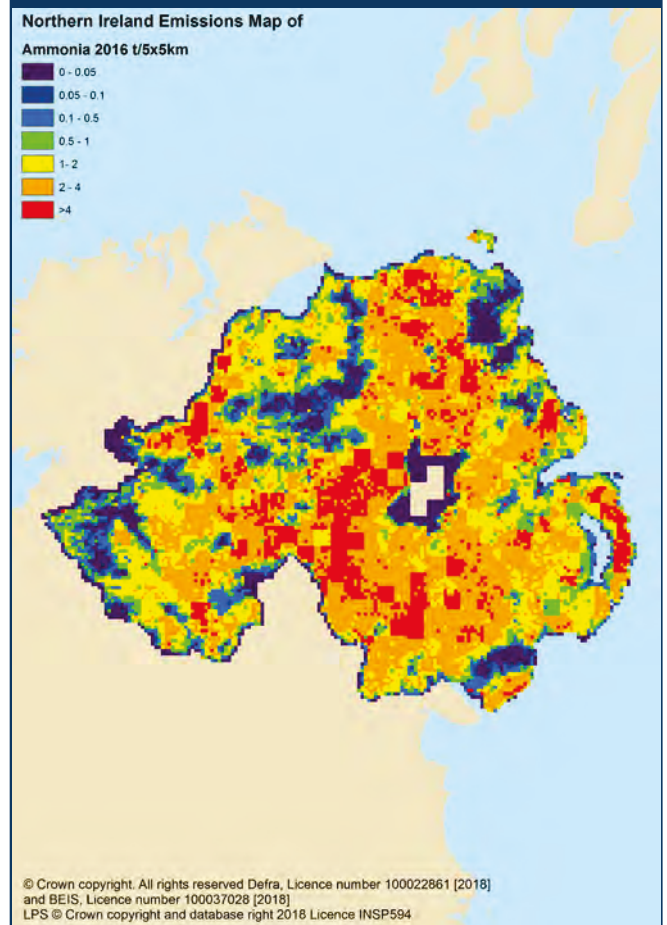 Northern Ireland Emissions Map of
Ammonia 2016 t/5x5km
0 - 0.05
0.05 - 0.1
0.1 - 0.5
0.5 - 1
1- 2
2 - 4
>4
© Crown copyright. All rights reserved Defra, Licence number 100022861 [2018]
and BEIS, Licence number 100037028 [2018]
LPS © Crown copyright and database right 2018 Licence INSP594